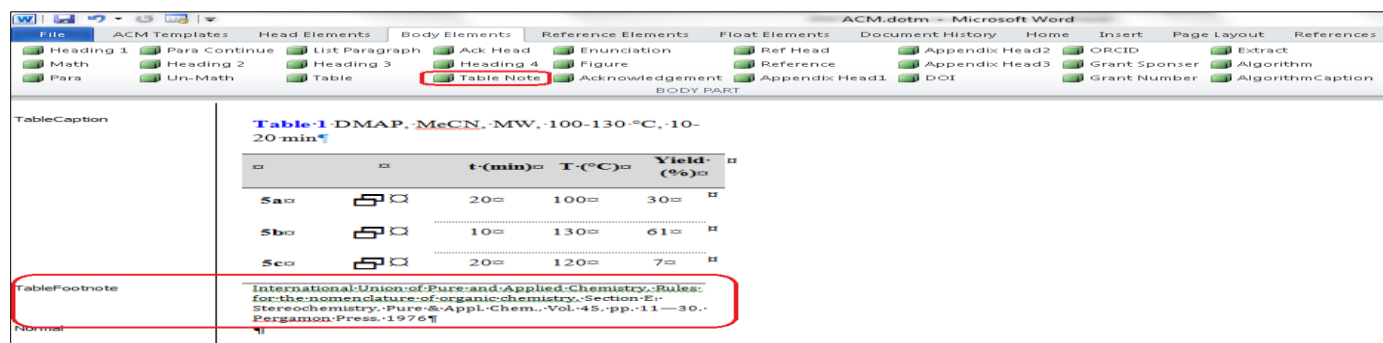 ACM.dotm - Microsoft Word
File ACM Templates Head Elements Body Elements Reference Elements Float Elements Document History Home Insert Page Layout References
Heading 1 Para Continue List Paragraph Ack Head Enunciation Ref Head Appendix Head2 ORCID Extract
Math Heading 2 Heading 3 Heading 4 Figure Reference Appendix Head3 Grant Sponser Algorithm
Para Un-Math Table Table Note Acknowledgement Appendix Head1 DOI Grant Number AlgorithmCaption
BODY PART
TableCaption
Table·1·DMAP,·MeCN,·MW,·100-130·°C,·10-
20·min¶
¤ ¤ t·(min)¤ T·(°C)¤ Yield·
(%)¤ ¤
5a¤ ¤ 20¤ 100¤ 30¤ ¤
5b¤ ¤ 10¤ 130¤ 61¤ ¤
5c¤ ¤ 20¤ 120¤ 7¤ ¤
TableFootnote
International·Union·of·Pure·and·Applied·Chemistry,·Rules·
for·the·nomenclature·of·organic·chemistry,·Section·E:·
Stereochemistry,·Pure·&·Appl.·Chem.,·Vol.·45,·pp.·11—30.·
Pergamon·Press,·1976¶
Normal
¶